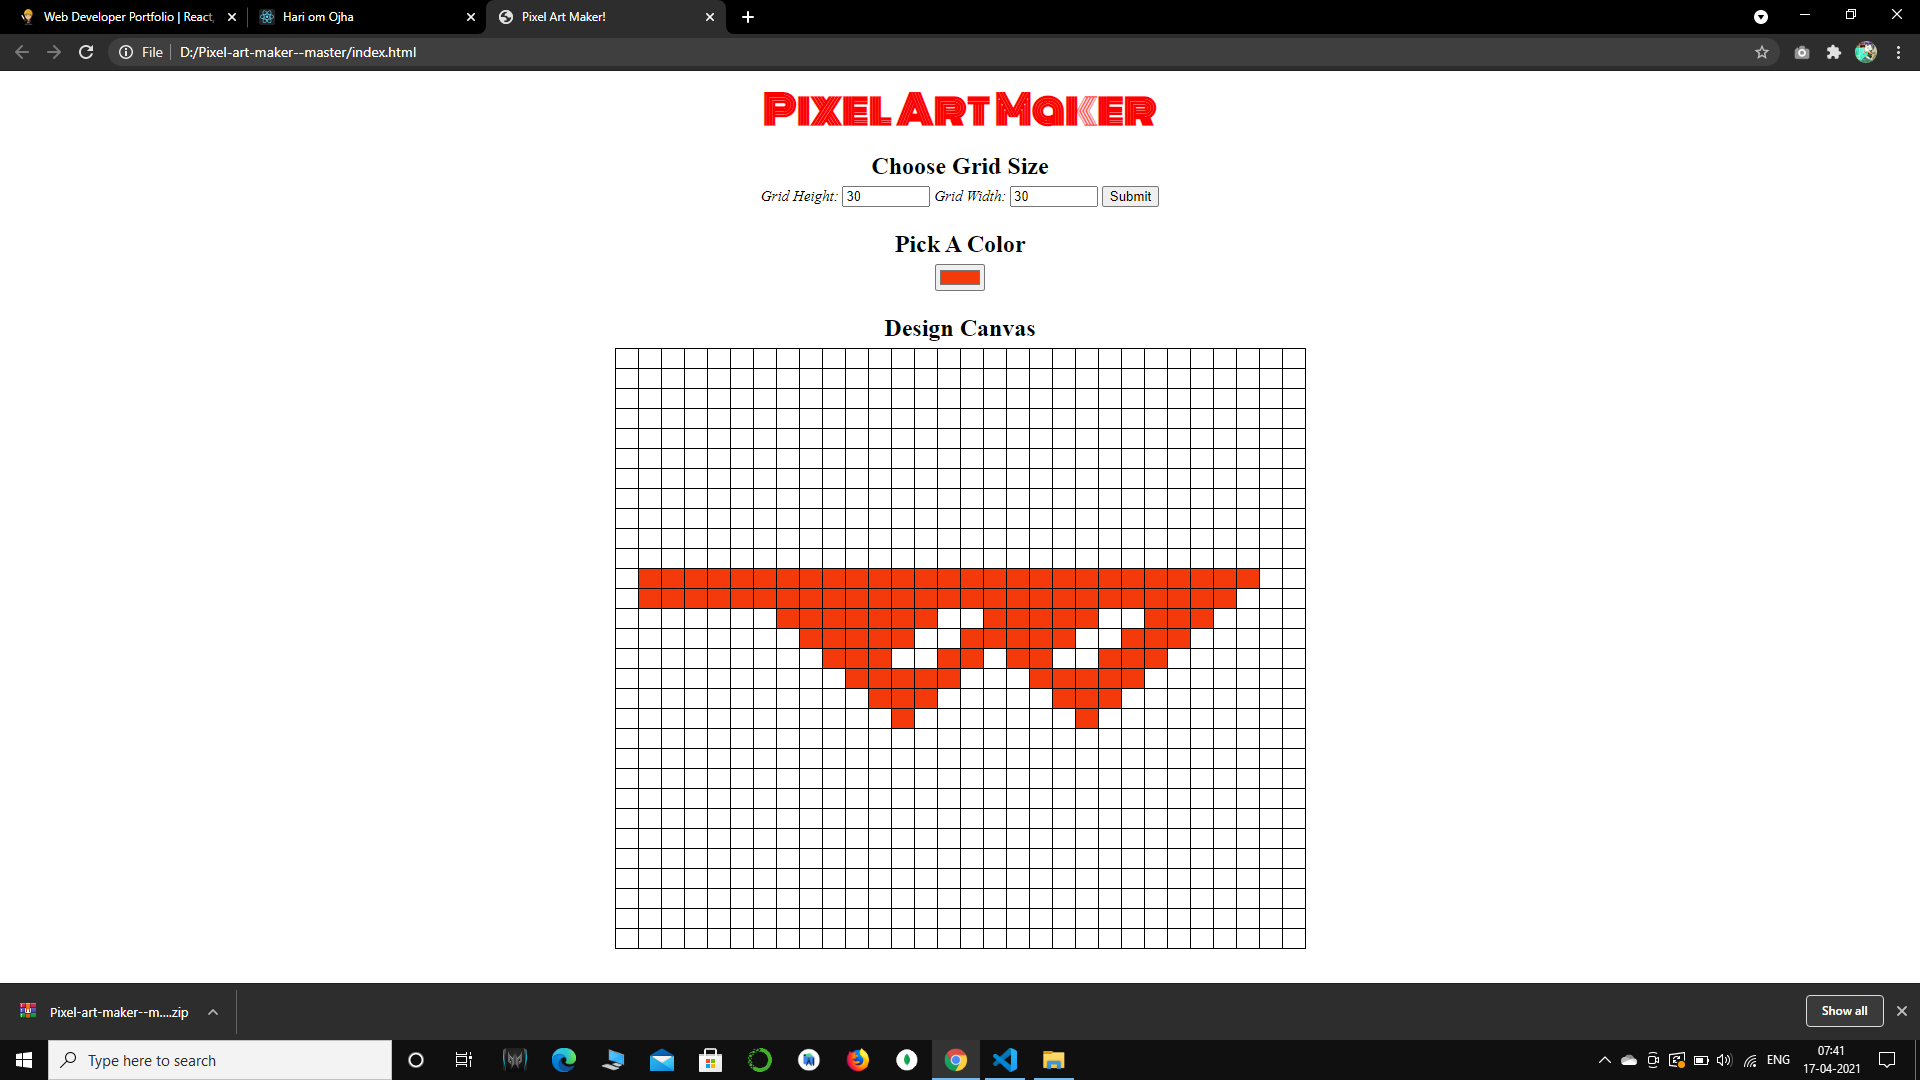 Web Developer Portfolio | React,
Hari om Ojha
Pixel Art Maker!
File
D:/Pixel-art-maker--master/index.html
Pixel Art Maker
Choose Grid Size
Grid Height: 30 Grid Width: 30 Submit
Pick A Color
Design Canvas
Pixel-art-maker--m....zip
Show all
Type here to search
ENG
07:41
17-04-2021